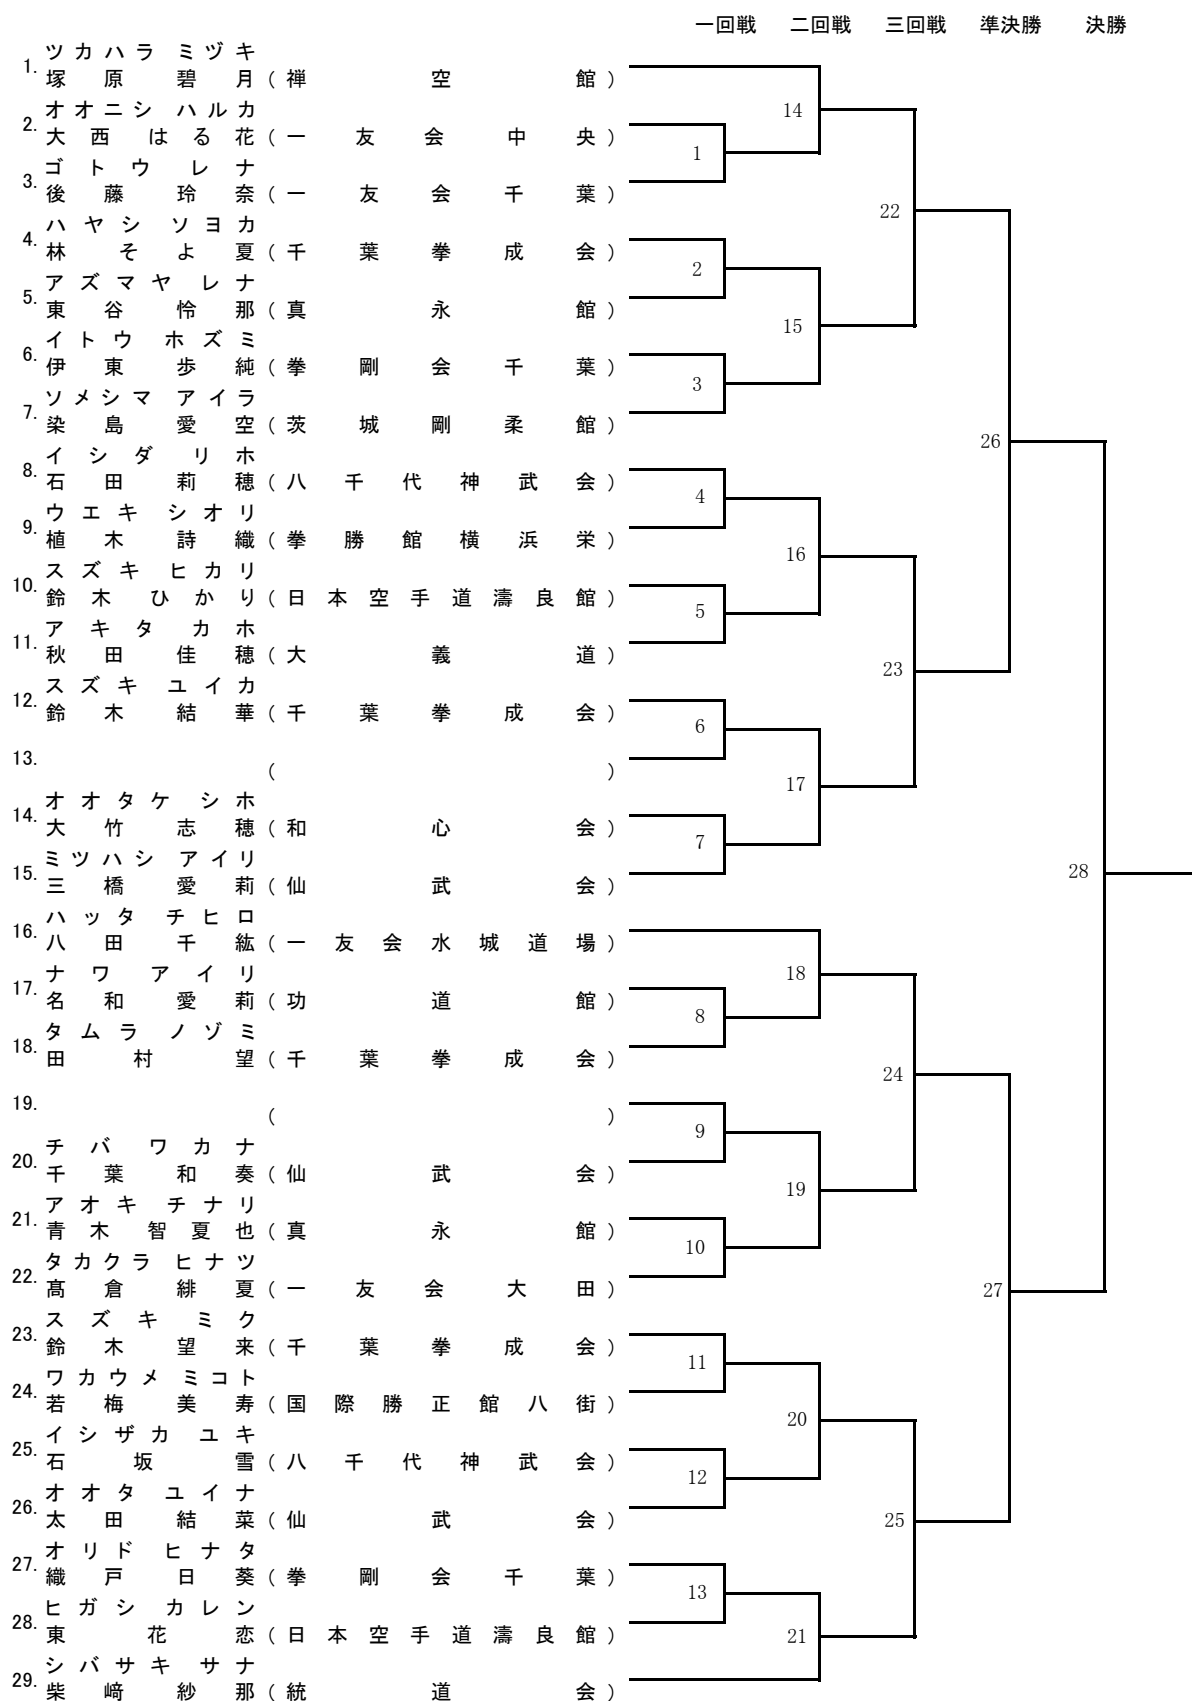 一回戦 二回戦 三回戦 準決勝 決勝
ツカハラ ミヅキ
1. 塚原碧月 (禅空館)
オオニシ ハルカ
2. 大西はる花 (一友会中央)
ゴトウ レナ
3. 後藤玲奈 (一友会千葉)
ハヤシ ソヨカ
4. 林そよ夏 (千葉拳成会)
アズマヤ レナ
5. 東谷怜那 (真永館)
イトウ ホズミ
6. 伊東歩純 (拳剛会千葉)
ソメシマ アイラ
7. 染島愛空 (茨城剛柔館)
イシダ リホ
8. 石田莉穂 (八千代神武会)
ウエキ シオリ
9. 植木詩織 (拳勝館横浜栄)
スズキ ヒカリ
10. 鈴木ひかり (日本空手道濤良館)
アキタ カホ
11. 秋田佳穂 (大義道)
スズキ ユイカ
12. 鈴木結華 (千葉拳成会)
13. ( )
オオタケ シホ
14. 大竹志穂 (和心会)
ミツハシ アイリ
15. 三橋愛莉 (仙武会)
ハッタ チヒロ
16. 八田千紘 (一友会水城道場)
ナワ アイリ
17. 名和愛莉 (功道館)
タムラ ノゾミ
18. 田村望 (千葉拳成会)
19. ( )
チバ ワカナ
20. 千葉和奏 (仙武会)
アオキ チナリ
21. 青木智夏也 (真永館)
タカクラ ヒナツ
22. 髙倉緋夏 (一友会大田)
スズキ ミク
23. 鈴木望来 (千葉拳成会)
ワカウメ ミコト
24. 若梅美寿 (国際勝正館八街)
イシザカ ユキ
25. 石坂雪 (八千代神武会)
オオタ ユイナ
26. 太田結菜 (仙武会)
オリド ヒナタ
27. 織戸日葵 (拳剛会千葉)
ヒガシ カレン
28. 東花恋 (日本空手道濤良館)
シバサキ サナ
29. 柴﨑紗那 (統道会)
1
2
3
4
5
6
7
8
9
10
11
12
13
14
15
16
17
18
19
20
21
22
23
24
25
26
27
28